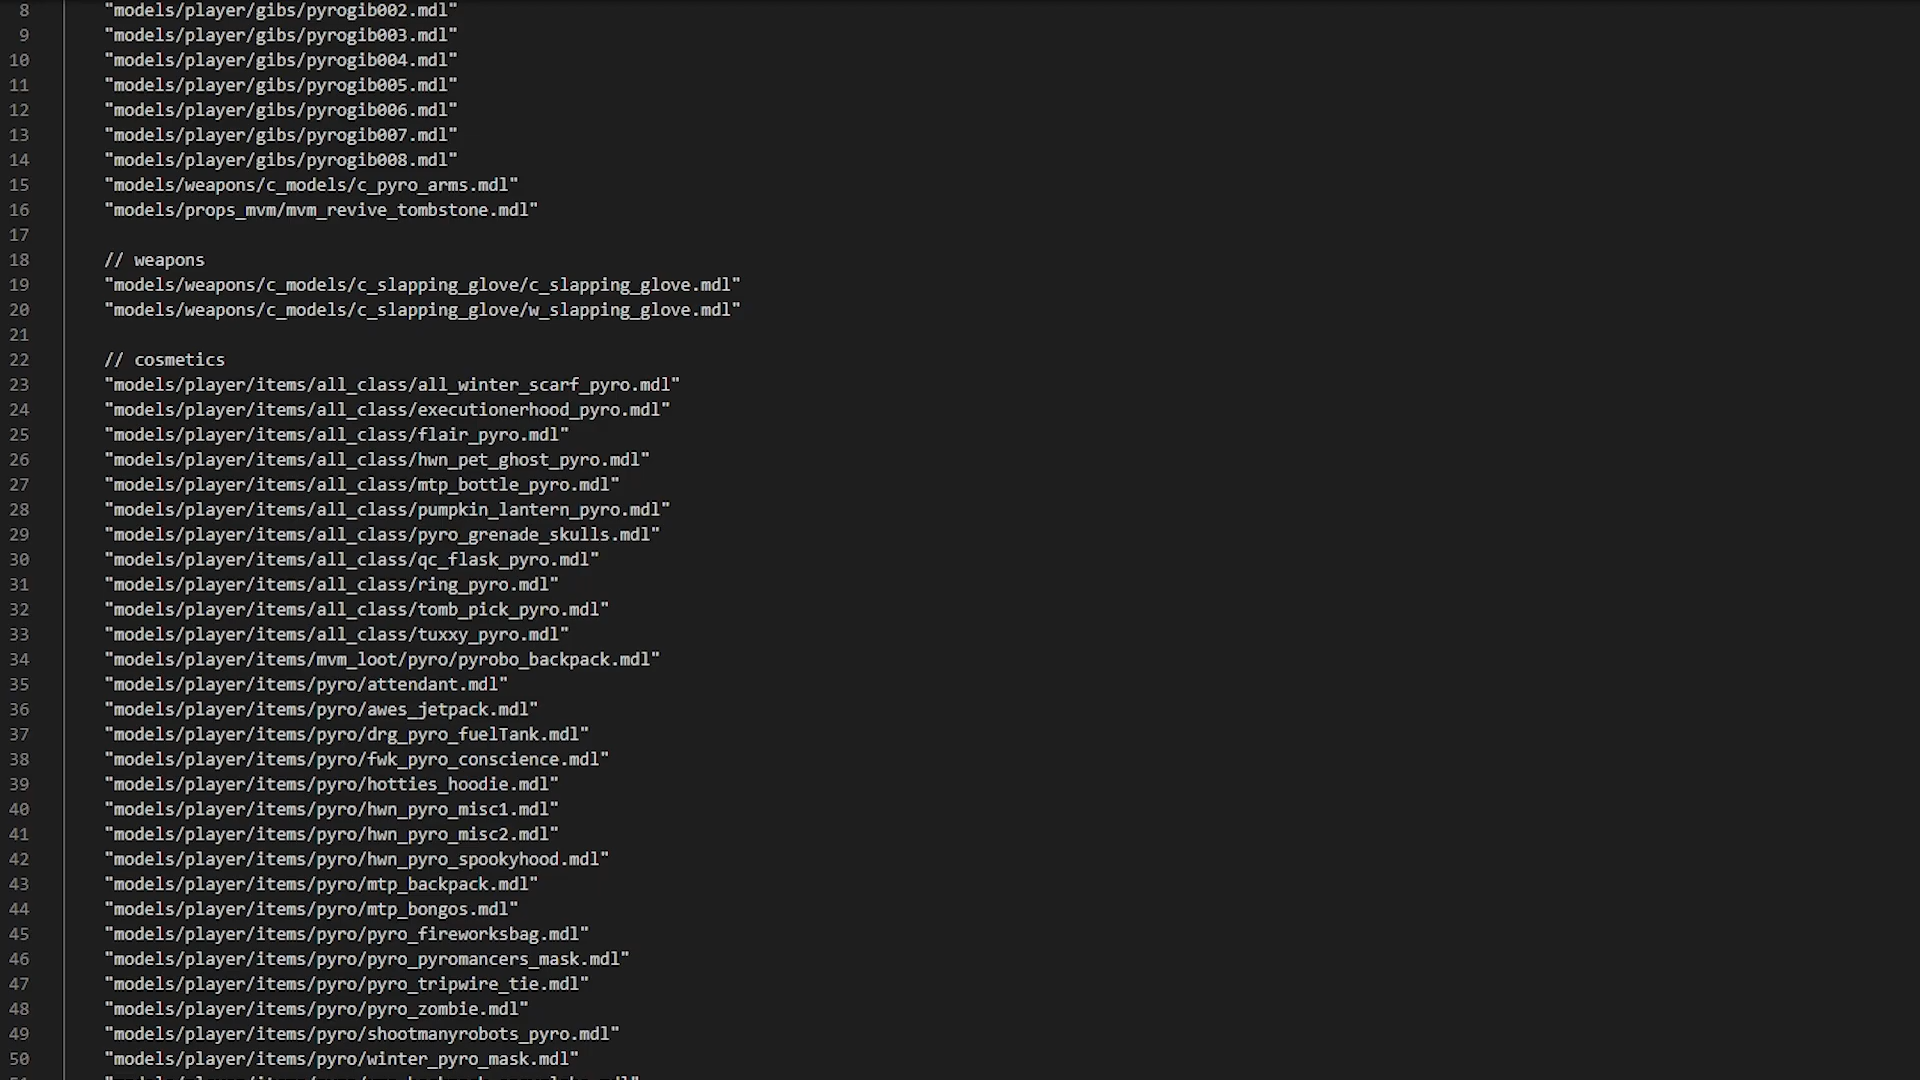 8 "models/player/gibs/pyrogib002.mdl"
9 "models/player/gibs/pyrogib003.mdl"
10 "models/player/gibs/pyrogib004.mdl"
11 "models/player/gibs/pyrogib005.mdl"
12 "models/player/gibs/pyrogib006.mdl"
13 "models/player/gibs/pyrogib007.mdl"
14 "models/player/gibs/pyrogib008.mdl"
15 "models/weapons/c_models/c_pyro_arms.mdl"
16 "models/props_mvm/mvm_revive_tombstone.mdl"
17
18 // weapons
19 "models/weapons/c_models/c_slapping_glove/c_slapping_glove.mdl"
20 "models/weapons/c_models/c_slapping_glove/w_slapping_glove.mdl"
21
22 // cosmetics
23 "models/player/items/all_class/all_winter_scarf_pyro.mdl"
24 "models/player/items/all_class/executionerhood_pyro.mdl"
25 "models/player/items/all_class/flair_pyro.mdl"
26 "models/player/items/all_class/hwn_pet_ghost_pyro.mdl"
27 "models/player/items/all_class/mtp_bottle_pyro.mdl"
28 "models/player/items/all_class/pumpkin_lantern_pyro.mdl"
29 "models/player/items/all_class/pyro_grenade_skulls.mdl"
30 "models/player/items/all_class/qc_flask_pyro.mdl"
31 "models/player/items/all_class/ring_pyro.mdl"
32 "models/player/items/all_class/tomb_pick_pyro.mdl"
33 "models/player/items/all_class/tuxxy_pyro.mdl"
34 "models/player/items/mvm_loot/pyro/pyrobo_backpack.mdl"
35 "models/player/items/pyro/attendant.mdl"
36 "models/player/items/pyro/awes_jetpack.mdl"
37 "models/player/items/pyro/drg_pyro_fuelTank.mdl"
38 "models/player/items/pyro/fwk_pyro_conscience.mdl"
39 "models/player/items/pyro/hotties_hoodie.mdl"
40 "models/player/items/pyro/hwn_pyro_misc1.mdl"
41 "models/player/items/pyro/hwn_pyro_misc2.mdl"
42 "models/player/items/pyro/hwn_pyro_spookyhood.mdl"
43 "models/player/items/pyro/mtp_backpack.mdl"
44 "models/player/items/pyro/mtp_bongos.mdl"
45 "models/player/items/pyro/pyro_fireworksbag.mdl"
46 "models/player/items/pyro/pyro_pyromancers_mask.mdl"
47 "models/player/items/pyro/pyro_tripwire_tie.mdl"
48 "models/player/items/pyro/pyro_zombie.mdl"
49 "models/player/items/pyro/shootmanyrobots_pyro.mdl"
50 "models/player/items/pyro/winter_pyro_mask.mdl"